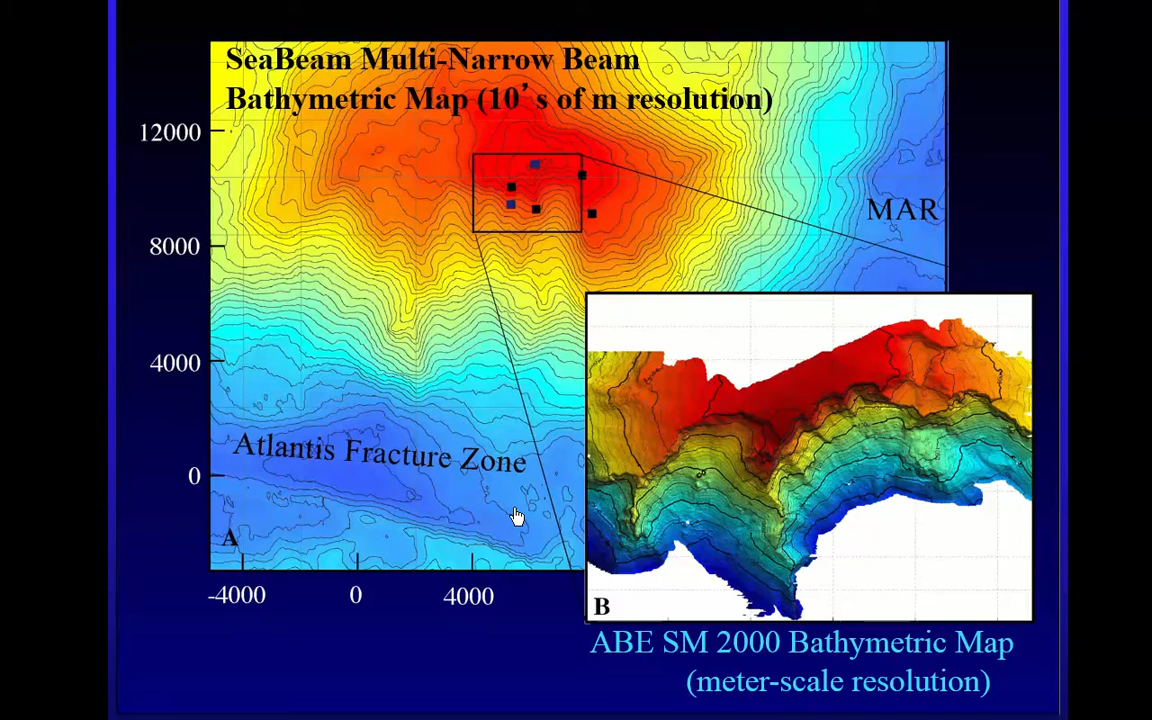 SeaBeam Multi-Narrow Beam
Bathymetric Map (10's of m resolution)
12000
MAR
8000
4000
Atlantis Fracture Zone
0
A
-4000
0
4000
B
ABE SM 2000 Bathymetric Map
(meter-scale resolution)